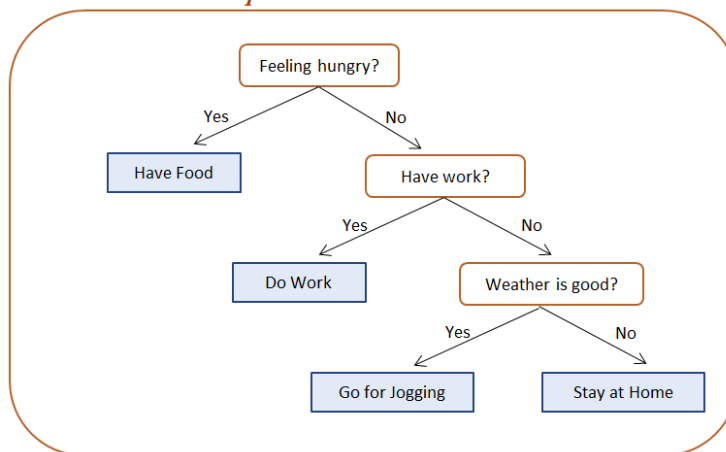 Feeling hungry?
Yes
No
Have Food
Have work?
Yes
No
Do Work
Weather is good?
Yes
No
Go for Jogging
Stay at Home